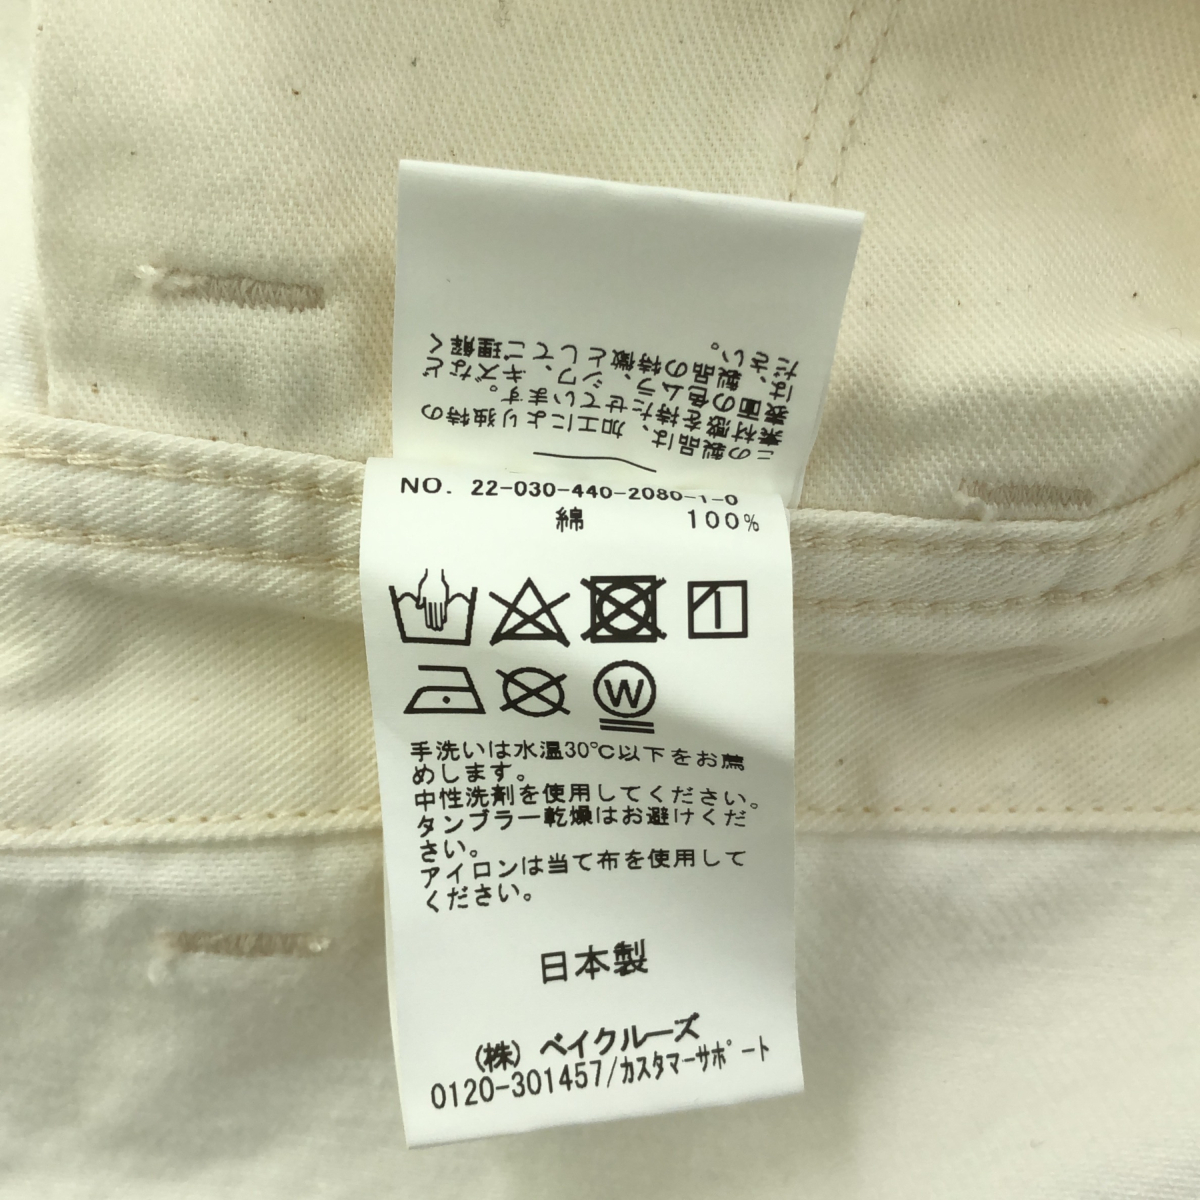 この製品は、加工により独特の
素材感を持たせています。
表面の色ムラ、シワ、キズなど
は、製品の特徴としてご理解く
ださい。
NO. 22-030-440-2080-1-0
綿 100%
W
手洗いは水温30℃以下をお薦
めします。
中性洗剤を使用してください。
タンブラー乾燥はお避けくだ
さい。
アイロンは当て布を使用して
ください。
日本製
(株) ベイクルーズ
0120-301457/カスタマーサポート